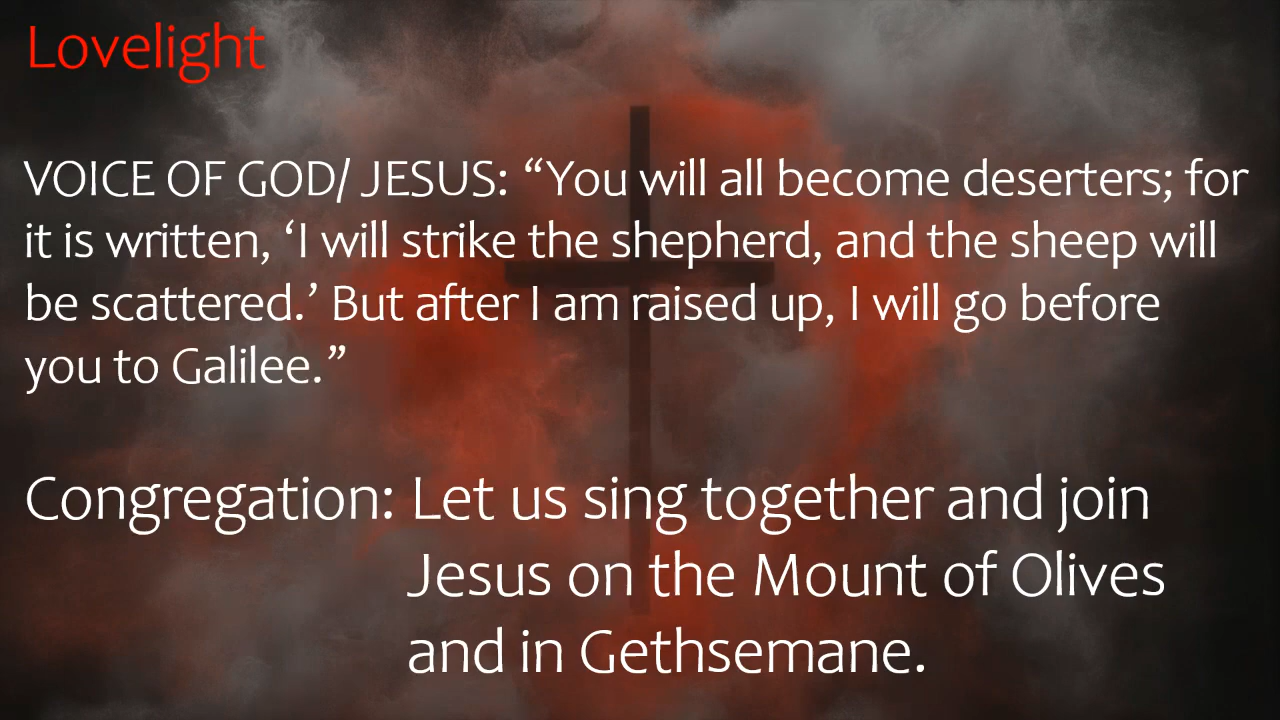 Lovelight
VOICE OF GOD/ JESUS: “You will all become deserters; for
it is written, ‘I will strike the shepherd, and the sheep will
be scattered.’ But after I am raised up, I will go before
you to Galilee.”
Congregation: Let us sing together and join
Jesus on the Mount of Olives
and in Gethsemane.